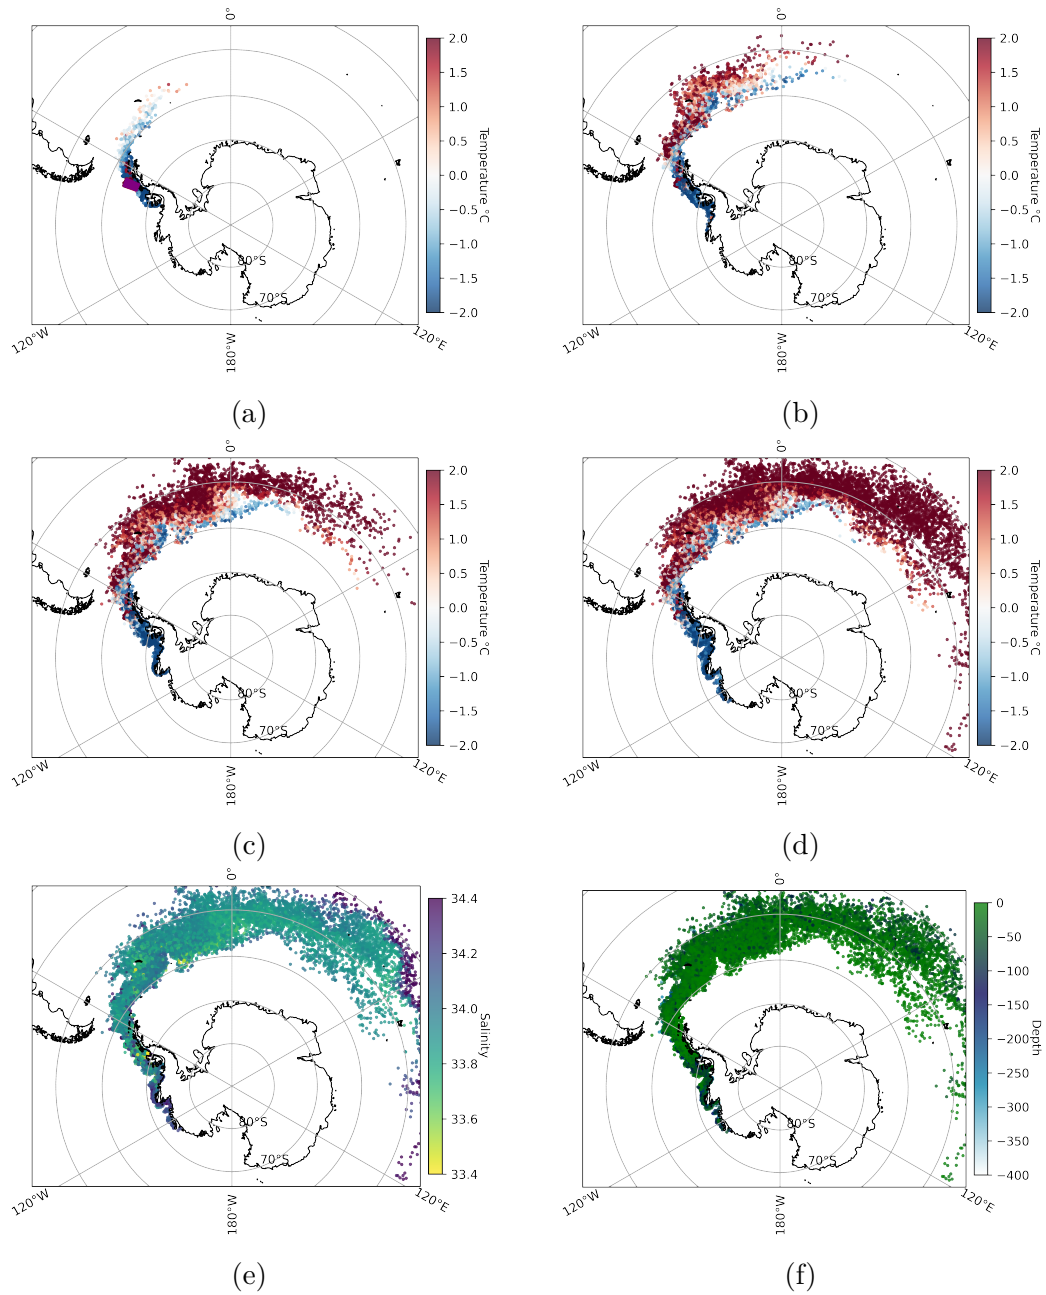 0°
2.0
1.5
1.0
0.5
0.0
−0.5
−1.0
−1.5
−2.0
Temperature °C
80°S
70°S
120°W
180°W
120°E
(a)
0°
2.0
1.5
1.0
0.5
0.0
−0.5
−1.0
−1.5
−2.0
Temperature °C
80°S
70°S
120°W
180°W
120°E
(b)
0°
2.0
1.5
1.0
0.5
0.0
−0.5
−1.0
−1.5
−2.0
Temperature °C
80°S
70°S
120°W
180°W
120°E
(c)
0°
2.0
1.5
1.0
0.5
0.0
−0.5
−1.0
−1.5
−2.0
Temperature °C
80°S
70°S
120°W
180°W
120°E
(d)
0°
34.4
34.2
34.0
33.8
33.6
33.4
Salinity
80°S
70°S
120°W
180°W
120°E
(e)
0°
0
−50
−100
−150
−200
−250
−300
−350
−400
Depth
80°S
70°S
120°W
180°W
120°E
(f)